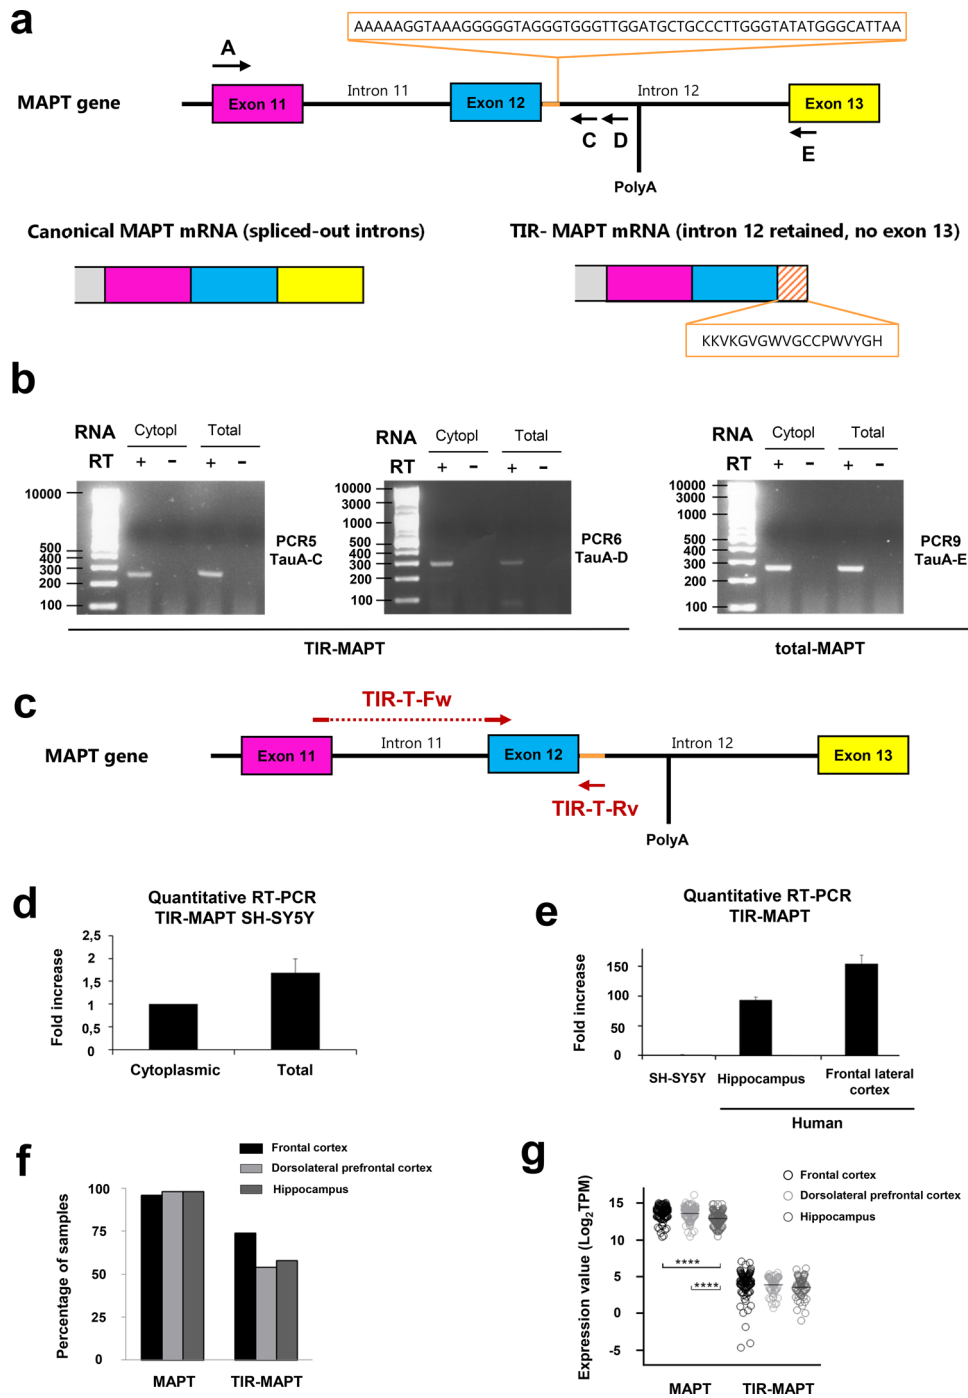 a
AAAAAGGTAAAGGGGGTAGGGTGGGTTGGATGCTGCCCTTGGGTATATGGGCATTAA
A
MAPT gene
Exon 11
Intron 11
Exon 12
Intron 12
Exon 13
C
D
E
PolyA
Canonical MAPT mRNA (spliced-out introns)
TIR- MAPT mRNA (intron 12 retained, no exon 13)
KKVKGVGWVGCCPWVYGH
b
RNA Cytopl Total
RT + - + -
10000
500
400
300
200
100
PCR5
TauA-C
RNA Cytopl Total
RT + - + -
10000
3000
1000
500
400
300
200
100
PCR6
TauA-D
TIR-MAPT
RNA Cytopl Total
RT + - + -
10000
3000
1000
500
400
300
200
100
PCR9
TauA-E
total-MAPT
c
TIR-T-Fw
MAPT gene
Exon 11
Intron 11
Exon 12
Intron 12
Exon 13
TIR-T-Rv
PolyA
d
Quantitative RT-PCR
TIR-MAPT SH-SY5Y
Fold increase
2,5
2
1,5
1
0,5
0
Cytoplasmic
Total
e
Quantitative RT-PCR
TIR-MAPT
Fold increase
150
100
50
0
SH-SY5Y
Hippocampus
Frontal lateral
cortex
Human
f
Frontal cortex
Dorsolateral prefrontal cortex
Hippocampus
Percentage of samples
100
75
50
25
0
MAPT
TIR-MAPT
g
Frontal cortex
Dorsolateral prefrontal cortex
Hippocampus
Expression value (Log2TPM)
15
10
5
0
-5
****
****
MAPT
TIR-MAPT